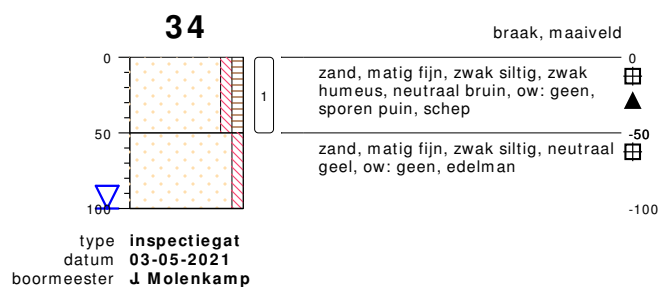 34
braak, maaiveld
0
0
zand, matig fijn, zwak siltig, zwak
humeus, neutraal bruin, ow: geen,
sporen puin, schep
1
50
-50
zand, matig fijn, zwak siltig, neutraal
geel, ow: geen, edelman
100
-100
type inspectiegat
datum 03-05-2021
boormeester J. Molenkamp